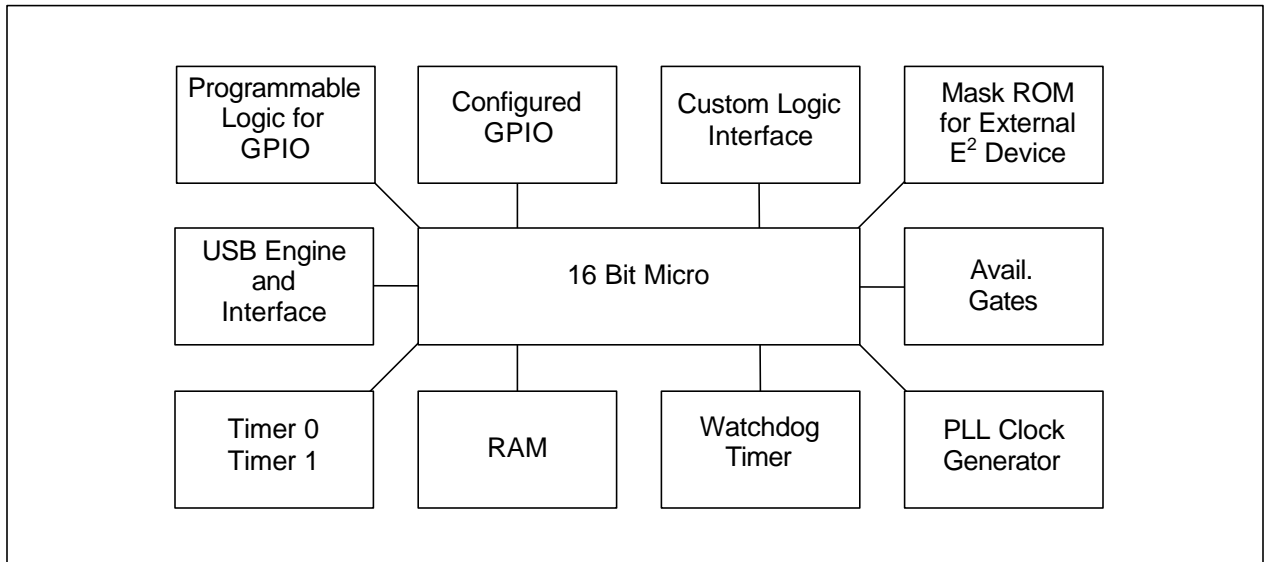 Programmable
Logic for
GPIO
Configured
GPIO
Custom Logic
Interface
Mask ROM
for External
E² Device
USB Engine
and
Interface
16 Bit Micro
Avail.
Gates
Timer 0
Timer 1
RAM
Watchdog
Timer
PLL Clock
Generator